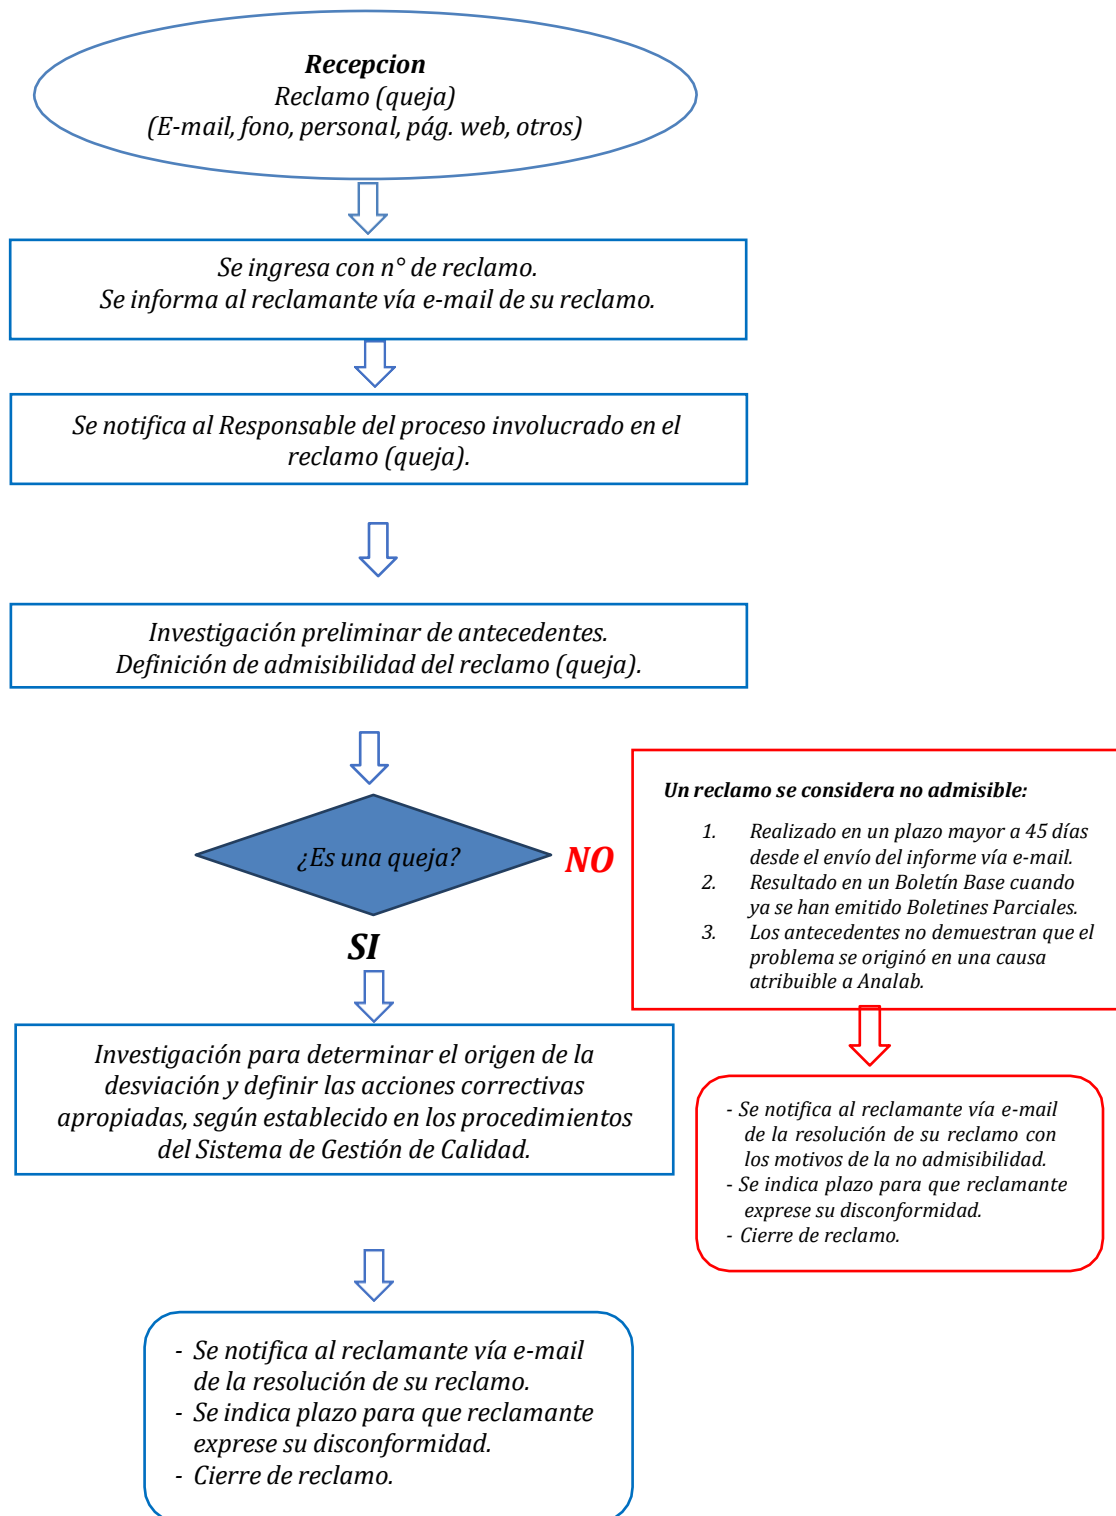 Recepcion
Reclamo (queja)
(E-mail, fono, personal, pág. web, otros)
Se ingresa con n° de reclamo.
Se informa al reclamante vía e-mail de su reclamo.
Se notifica al Responsable del proceso involucrado en el
reclamo (queja).
Investigación preliminar de antecedentes.
Definición de admisibilidad del reclamo (queja).
¿Es una queja?
NO
SI
Un reclamo se considera no admisible:
1. Realizado en un plazo mayor a 45 días
desde el envío del informe vía e-mail.
2. Resultado en un Boletín Base cuando
ya se han emitido Boletines Parciales.
3. Los antecedentes no demuestran que el
problema se originó en una causa
atribuible a Analab.
- Se notifica al reclamante vía e-mail
de la resolución de su reclamo con
los motivos de la no admisibilidad.
- Se indica plazo para que reclamante
exprese su disconformidad.
- Cierre de reclamo.
Investigación para determinar el origen de la
desviación y definir las acciones correctivas
apropiadas, según establecido en los procedimientos
del Sistema de Gestión de Calidad.
- Se notifica al reclamante vía e-mail
de la resolución de su reclamo.
- Se indica plazo para que reclamante
exprese su disconformidad.
- Cierre de reclamo.